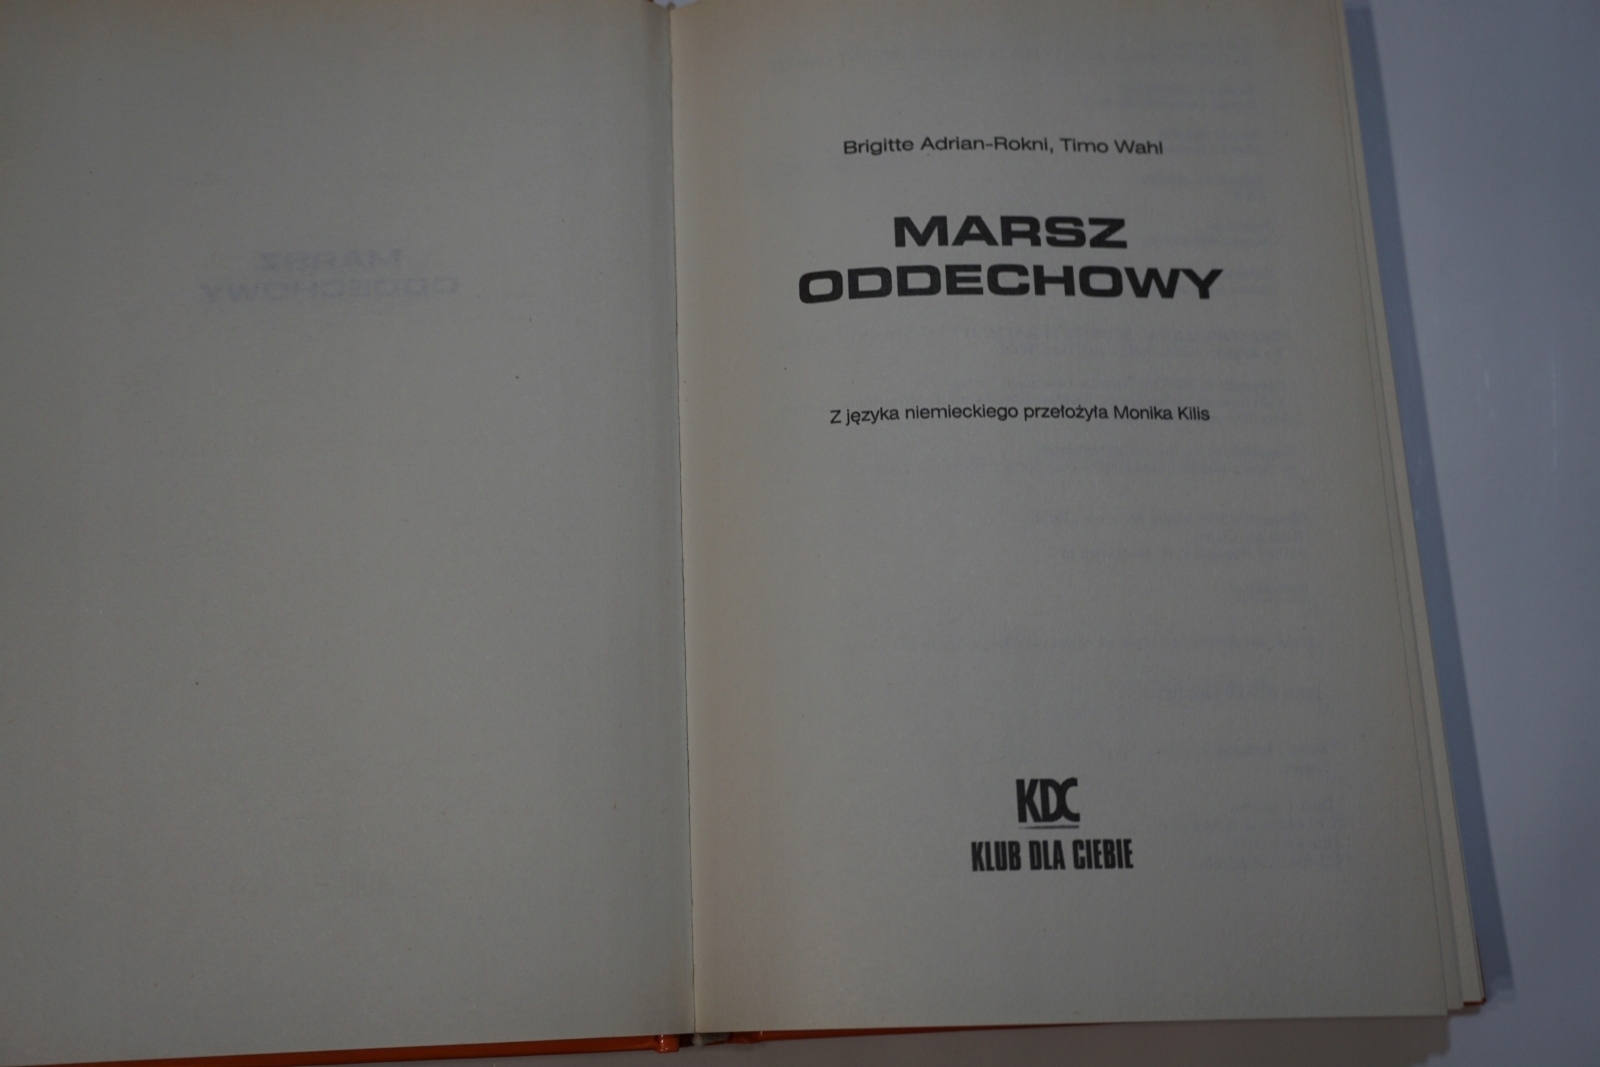 Brigitte Adrian-Rokni, Timo Wahl
MARSZ
ODDECHOWY
Z języka niemieckiego przełożyła Monika Kilis
KDC
KLUB DLA CIEBIE